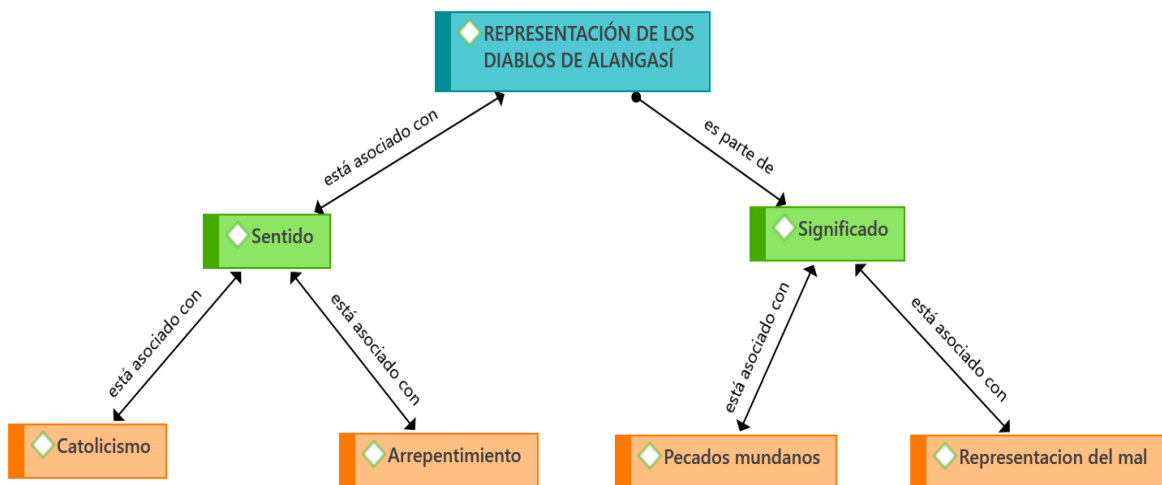 REPRESENTACIÓN DE LOS
DIABLOS DE ALANGASÍ
está asociado con
es parte de
Sentido
Significado
está asociado con
está asociado con
está asociado con
está asociado con
Catolicismo
Arrepentimiento
Pecados mundanos
Representacion del mal